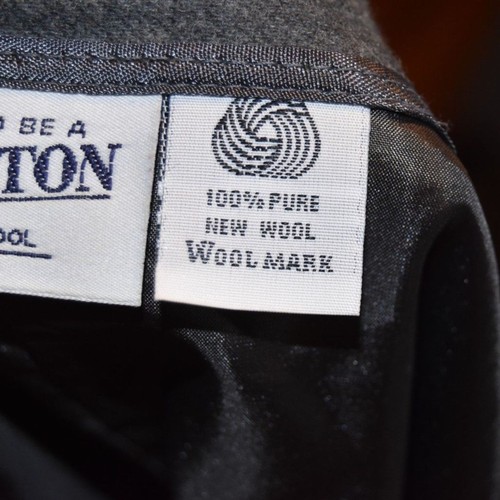 O BE A
TON
OOL
100% PURE
NEW WOOL
WOOL MARK